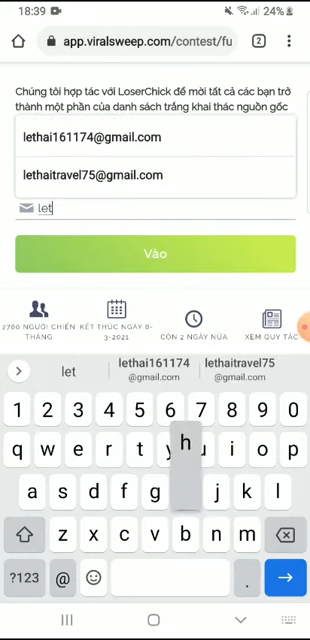 18:39 24%
app.viralsweep.com/contest/fu 2
Chúng tôi hợp tác với LoserChick để mời tất cả các bạn trở
thành một phần của danh sách trắng khai thác nguồn gốc
lethai161174@gmail.com
lethaitravel75@gmail.com
let
Vào
2780 NGƯỜI CHIẾN
THẮNG
KẾT THÚC NGÀY 8-
3-2021
CÒN 2 NGÀY NỮA
XEM QUY TẮC
let
lethai161174
@gmail.com
lethaitravel75
@gmail.com
1 2 3 4 5 6 7 8 9 0
q w e r t y u i o p
h
a s d f g j k l
z x c v b n m
?123 @ .